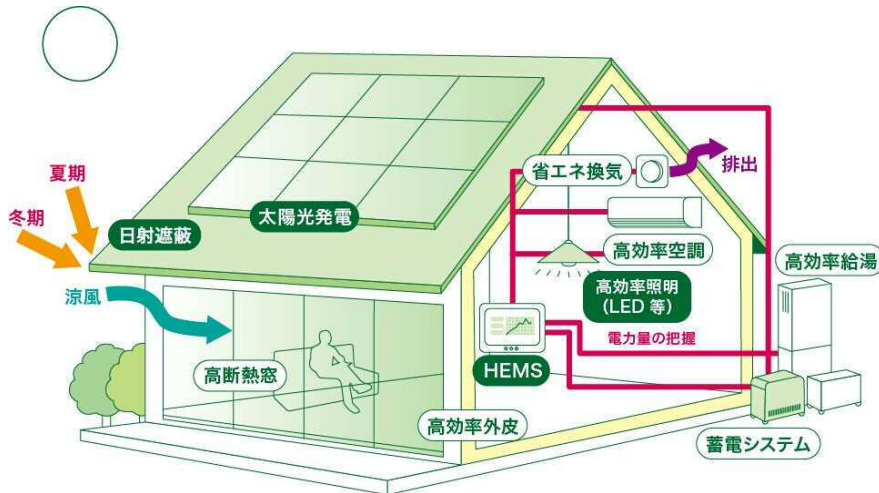 夏期
冬期
日射遮蔽
太陽光発電
涼風
高断熱窓
省エネ換気
排出
高効率空調
高効率照明
(LED 等)
高効率給湯
電力量の把握
HEMS
高効率外皮
蓄電システム